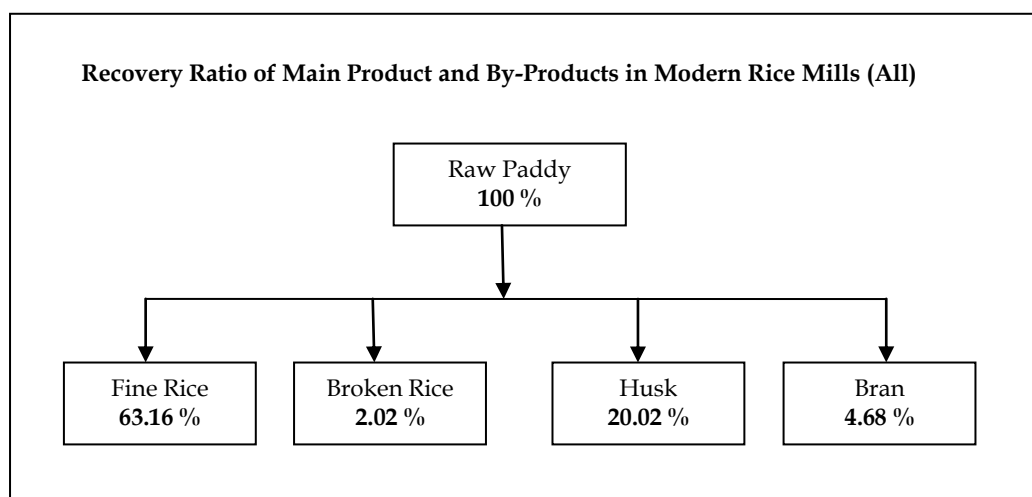 Recovery Ratio of Main Product and By-Products in Modern Rice Mills (All)
Raw Paddy
100 %
Fine Rice
63.16 %
Broken Rice
2.02 %
Husk
20.02 %
Bran
4.68 %